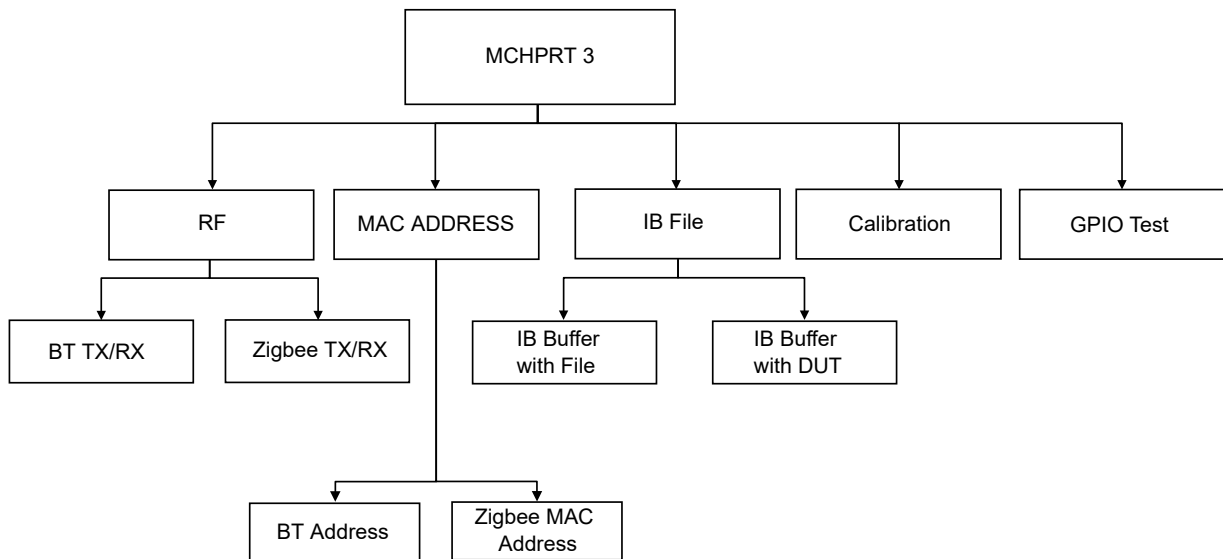 MCHPRT 3
RF
MAC ADDRESS
IB File
Calibration
GPIO Test
BT TX/RX
Zigbee TX/RX
IB Buffer
with File
IB Buffer
with DUT
BT Address
Zigbee MAC
Address